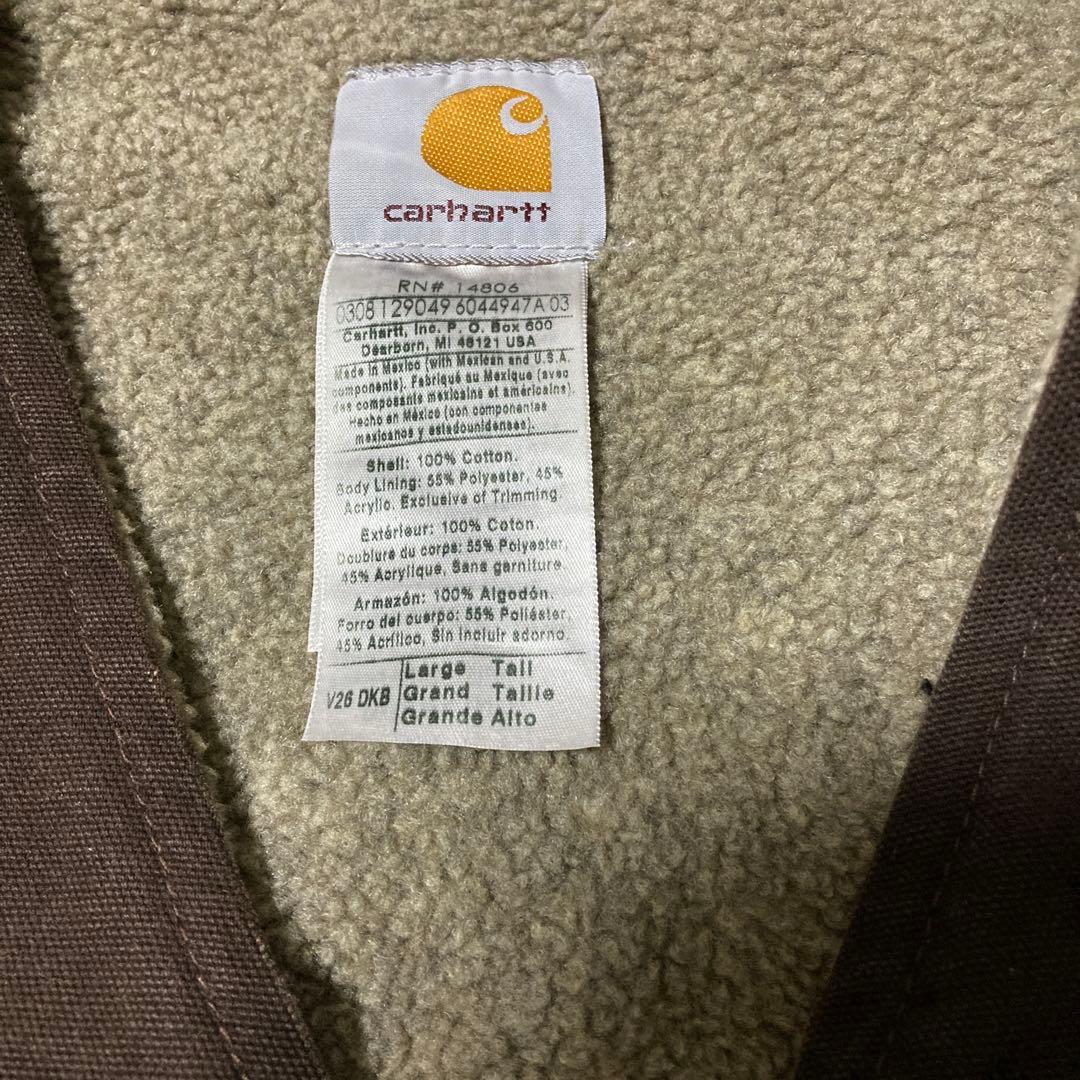 carhartt
RN# 14806
0308 129049 6044947A 03
Carhartt, Inc. P. O. Box 600
Dearborn, MI 48121 USA
Made in Mexico (with Mexican and U.S.A.
components). Fabriqué au Mexique (avec
des composants mexicains et américains).
Hecho en México (con componentes
mexicanos y estadounidenses).
Shell: 100% Cotton.
Body Lining: 55% Polyester, 45%
Acrylic. Exclusive of Trimming.
Extérieur: 100% Coton.
Doublure du corps: 55% Polyester,
45% Acrylique, Sans garniture.
Armazón: 100% Algodón.
Forro del cuerpo: 55% Poliéster,
45% Acrílico, Sin incluir adorno.
V26 DKB
Large Tall
Grand Taille
Grande Alto